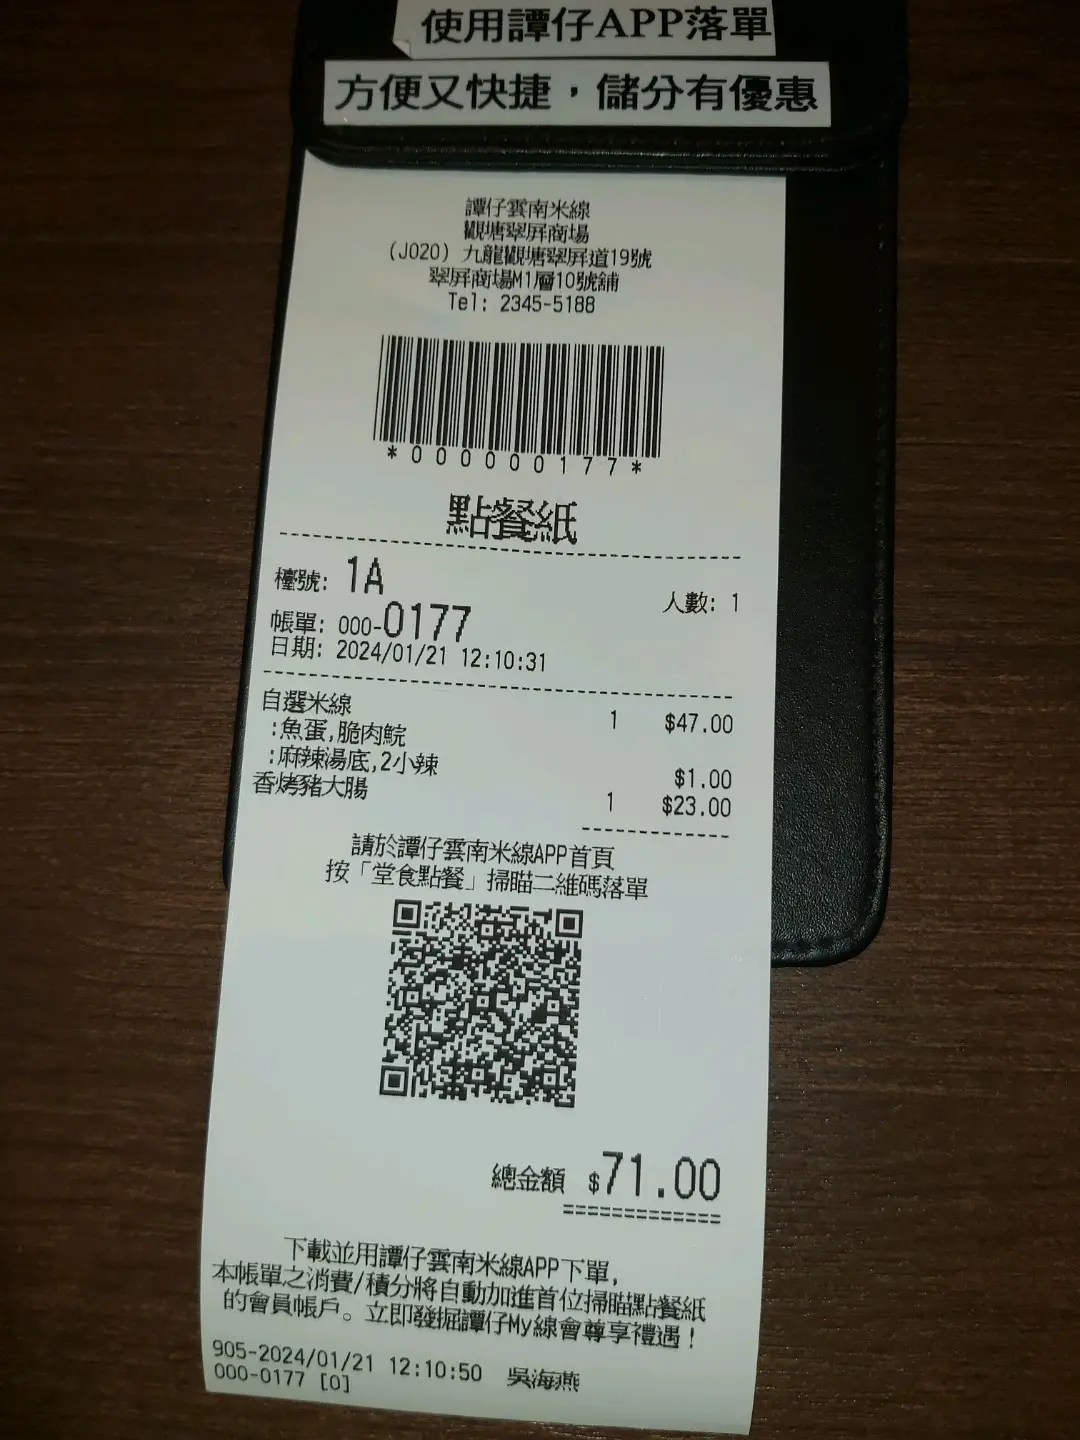 使用譚仔APP落單
方便又快捷,儲分有優惠
譚仔雲南米線
觀塘翠屏商場
(J020) 九龍觀塘翠屏道19號
翠屏商場M1層10號舖
Tel: 2345-5188
*000000177*
點餐紙
檯號: 1A 人數: 1
帳單: 000-0177
日期: 2024/01/21 12:10:31
自選米線 1 $47.00
:魚蛋,脆肉鯇
:麻辣湯底,2小辣 $1.00
香烤豬大腸 1 $23.00
請於譚仔雲南米線APP首頁
按「堂食點餐」掃瞄二維碼落單
總金額 $71.00
=============
下載並用譚仔雲南米線APP下單,
本帳單之消費/積分將自動加進首位掃瞄點餐紙
的會員帳戶。立即發掘譚仔My線會尊享禮遇!
905-2024/01/21 12:10:50 吳海燕
000-0177 [0]